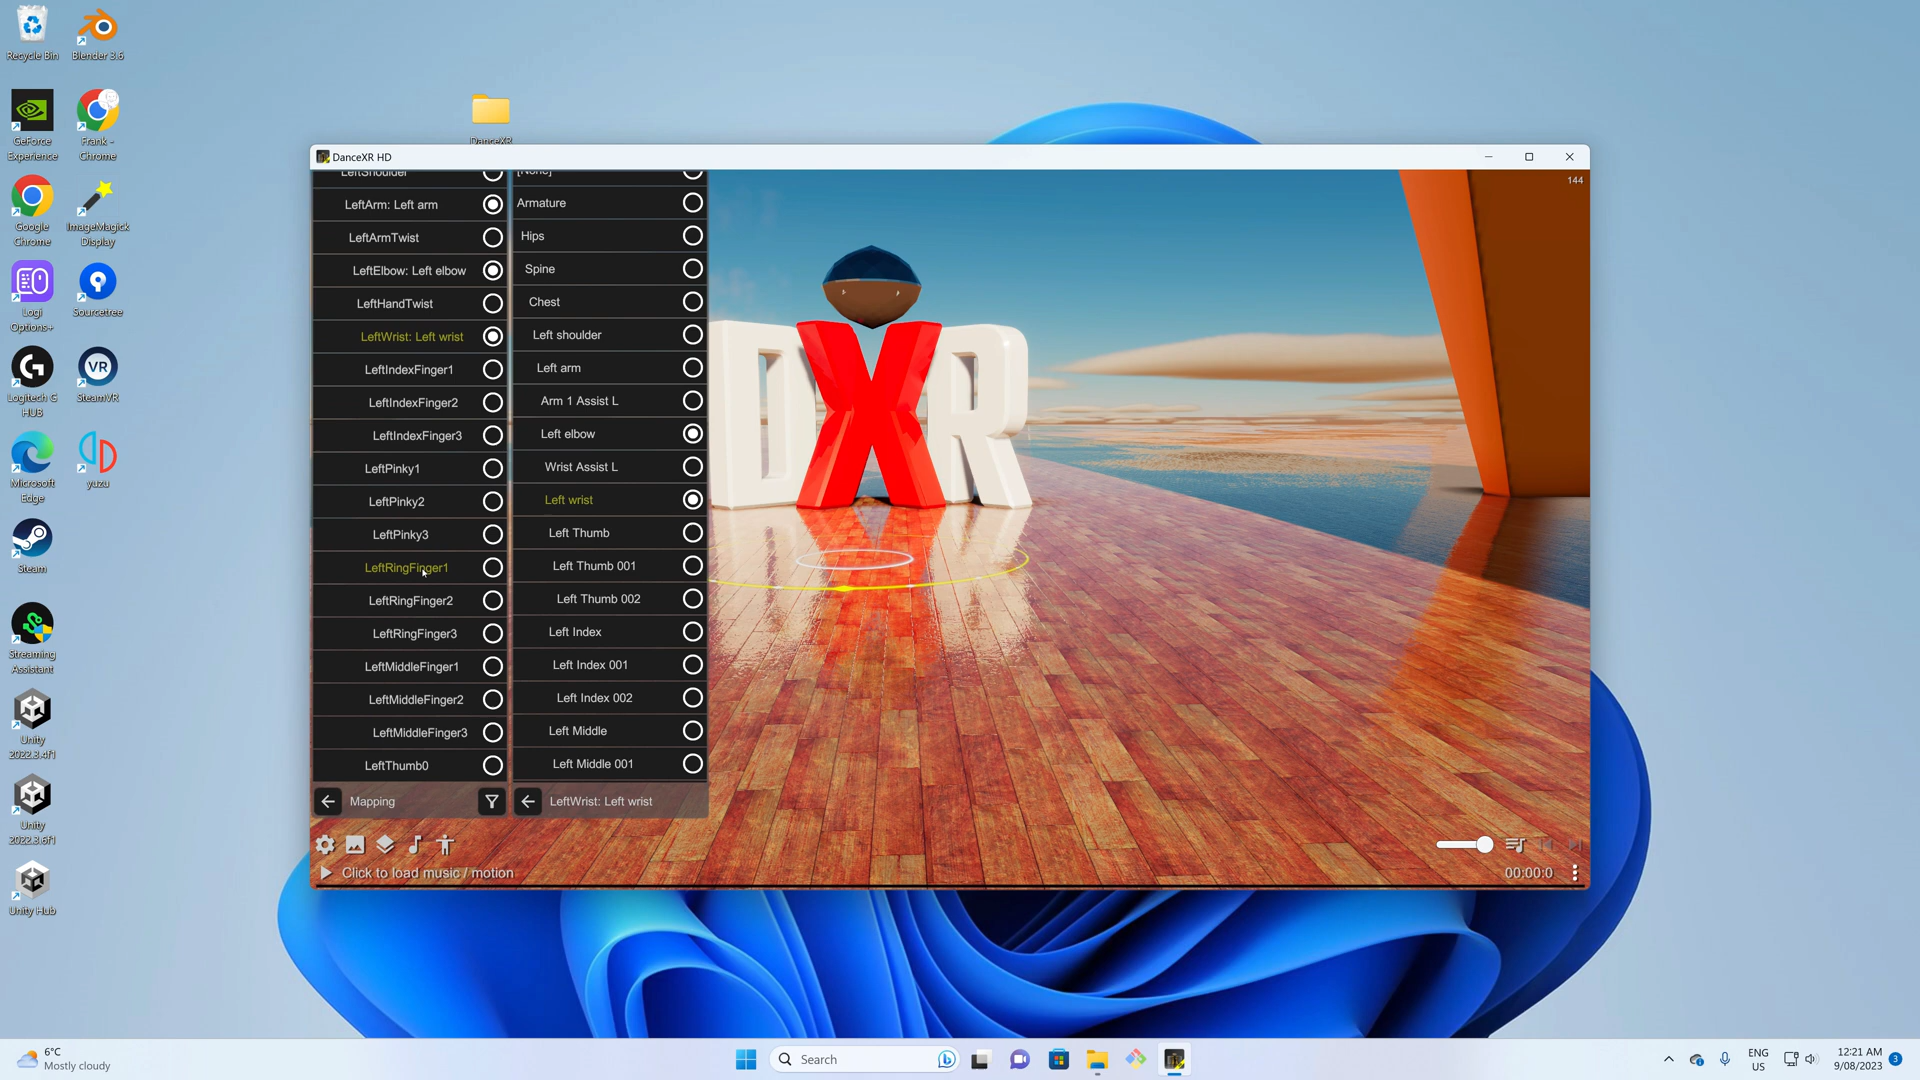 Recycle Bin
Blender 3.6
GeForce
Experience
Frank -
Chrome
Google
Chrome
ImageMagick
Display
Logi
Options+
Sourcetree
Logitech G
HUB
SteamVR
Microsoft
Edge
yuzu
Steam
Streaming
Assistant
Unity
2022.3.4f1
Unity
2022.3.6f1
Unity Hub
DanceXR
DanceXR HD
144
LeftShoulder
LeftArm: Left arm
LeftArmTwist
LeftElbow: Left elbow
LeftHandTwist
LeftWrist: Left wrist
LeftIndexFinger1
LeftIndexFinger2
LeftIndexFinger3
LeftPinky1
LeftPinky2
LeftPinky3
LeftRingFinger1
LeftRingFinger2
LeftRingFinger3
LeftMiddleFinger1
LeftMiddleFinger2
LeftMiddleFinger3
LeftThumb0
Mapping
[None]
Armature
Hips
Spine
Chest
Left shoulder
Left arm
Arm 1 Assist L
Left elbow
Wrist Assist L
Left wrist
Left Thumb
Left Thumb 001
Left Thumb 002
Left Index
Left Index 001
Left Index 002
Left Middle
Left Middle 001
LeftWrist: Left wrist
DXR
Click to load music / motion
00:00:0
6°C
Mostly cloudy
Search
ENG
US
12:21 AM
9/08/2023
3